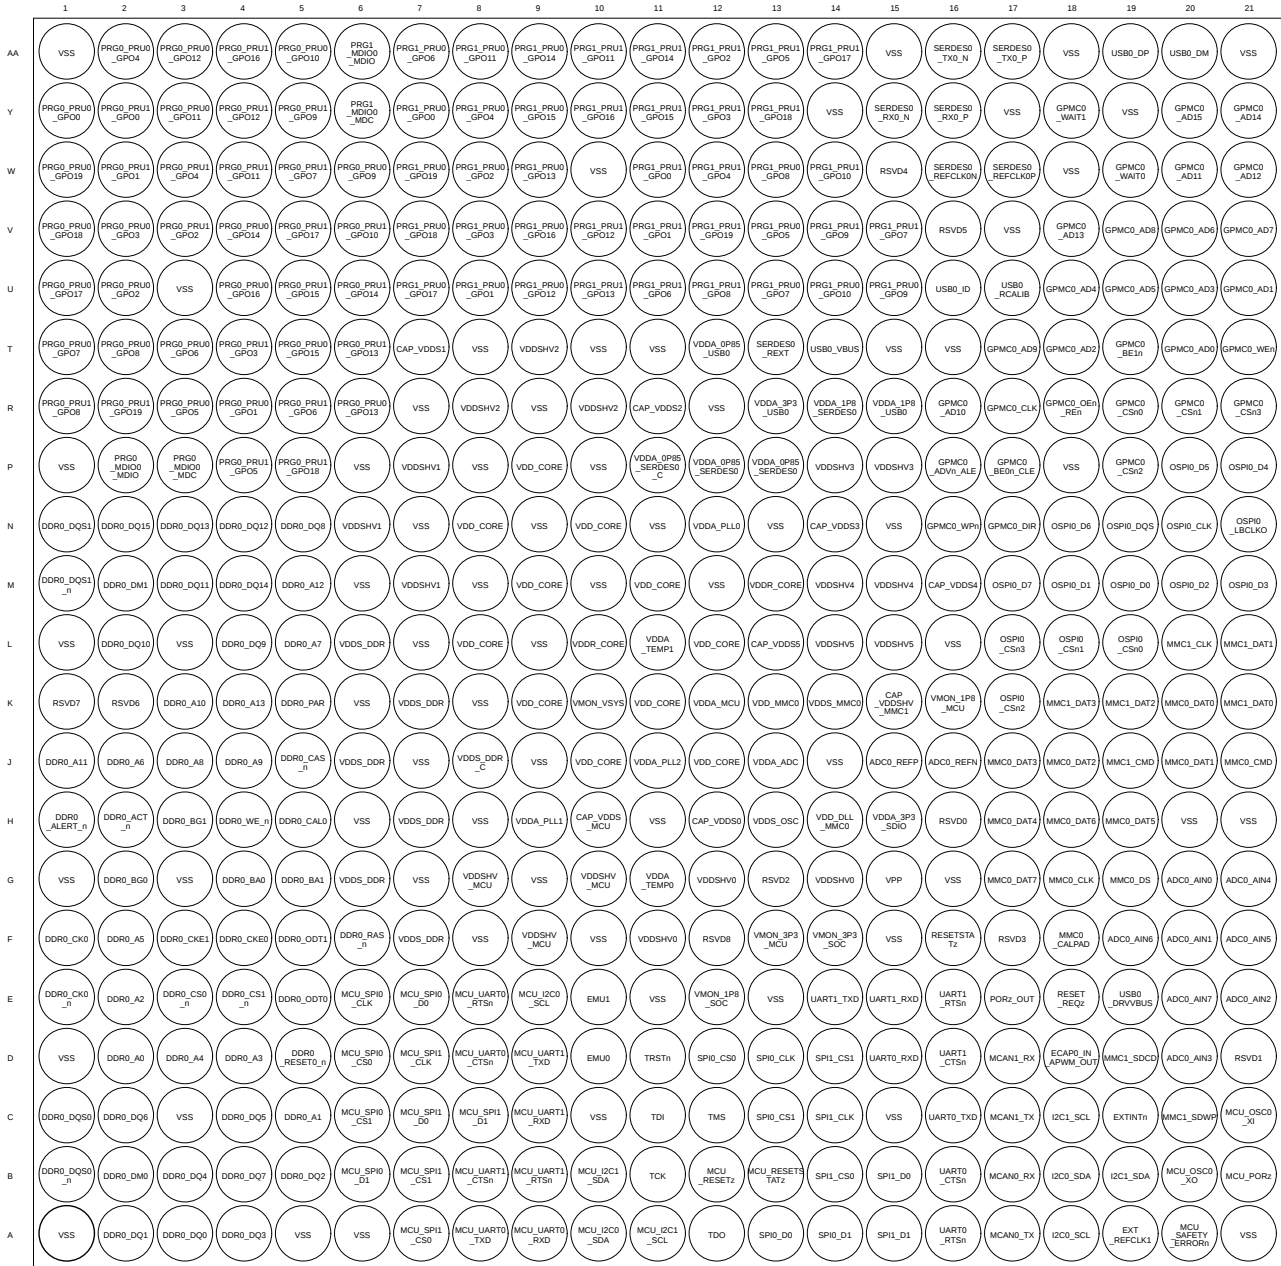 1 2 3 4 5 6 7 8 9 10 11 12 13 14 15 16 17 18 19 20 21
AA VSS PRG0_PRU0_GPO4 PRG0_PRU0_GPO12 PRG0_PRU1_GPO16 PRG0_PRU0_GPO10 PRG1_MDIO0_MDIO PRG1_PRU0_GPO6 PRG1_PRU0_GPO11 PRG1_PRU0_GPO14 PRG1_PRU1_GPO11 PRG1_PRU1_GPO14 PRG1_PRU1_GPO2 PRG1_PRU1_GPO5 PRG1_PRU1_GPO17 VSS SERDES0_TX0_N SERDES0_TX0_P VSS USB0_DP USB0_DM VSS
Y PRG0_PRU0_GPO0 PRG0_PRU1_GPO0 PRG0_PRU0_GPO11 PRG0_PRU1_GPO12 PRG0_PRU1_GPO9 PRG1_MDIO0_MDC PRG1_PRU0_GPO0 PRG1_PRU0_GPO4 PRG1_PRU0_GPO15 PRG1_PRU1_GPO16 PRG1_PRU1_GPO15 PRG1_PRU1_GPO3 PRG1_PRU1_GPO18 VSS SERDES0_RX0_N SERDES0_RX0_P VSS GPMC0_WAIT1 VSS GPMC0_AD15 GPMC0_AD14
W PRG0_PRU0_GPO19 PRG0_PRU1_GPO1 PRG0_PRU1_GPO4 PRG0_PRU1_GPO11 PRG0_PRU1_GPO7 PRG0_PRU0_GPO9 PRG1_PRU0_GPO19 PRG1_PRU0_GPO2 PRG1_PRU0_GPO13 VSS PRG1_PRU1_GPO0 PRG1_PRU1_GPO4 PRG1_PRU0_GPO8 PRG1_PRU1_GPO10 RSVD4 SERDES0_REFCLK0N SERDES0_REFCLK0P VSS GPMC0_WAIT0 GPMC0_AD11 GPMC0_AD12
V PRG0_PRU0_GPO18 PRG0_PRU0_GPO3 PRG0_PRU1_GPO2 PRG0_PRU0_GPO14 PRG0_PRU1_GPO17 PRG0_PRU1_GPO10 PRG1_PRU0_GPO18 PRG1_PRU0_GPO3 PRG1_PRU0_GPO16 PRG1_PRU1_GPO12 PRG1_PRU1_GPO1 PRG1_PRU1_GPO19 PRG1_PRU0_GPO5 PRG1_PRU1_GPO9 PRG1_PRU1_GPO7 RSVD5 VSS GPMC0_AD13 GPMC0_AD8 GPMC0_AD6 GPMC0_AD7
U PRG0_PRU0_GPO17 PRG0_PRU0_GPO2 VSS PRG0_PRU0_GPO16 PRG0_PRU1_GPO15 PRG0_PRU1_GPO14 PRG1_PRU0_GPO17 PRG1_PRU0_GPO1 PRG1_PRU0_GPO12 PRG1_PRU1_GPO13 PRG1_PRU1_GPO6 PRG1_PRU1_GPO8 PRG1_PRU0_GPO7 PRG1_PRU0_GPO10 PRG1_PRU0_GPO9 USB0_ID USB0_RCALIB GPMC0_AD4 GPMC0_AD5 GPMC0_AD3 GPMC0_AD1
T PRG0_PRU0_GPO7 PRG0_PRU0_GPO8 PRG0_PRU0_GPO6 PRG0_PRU1_GPO3 PRG0_PRU0_GPO15 PRG0_PRU1_GPO13 CAP_VDDS1 VSS VDDSHV2 VSS VSS VDDA_0P85_USB0 SERDES0_REXT USB0_VBUS VSS VSS GPMC0_AD9 GPMC0_AD2 GPMC0_BE1n GPMC0_AD0 GPMC0_WEn
R PRG0_PRU1_GPO8 PRG0_PRU1_GPO19 PRG0_PRU0_GPO5 PRG0_PRU0_GPO1 PRG0_PRU1_GPO6 PRG0_PRU0_GPO13 VSS VDDSHV2 VSS VDDSHV2 CAP_VDDS2 VSS VDDA_3P3_USB0 VDDA_1P8_SERDES0 VDDA_1P8_USB0 GPMC0_AD10 GPMC0_CLK GPMC0_OEn_REn GPMC0_CSn0 GPMC0_CSn1 GPMC0_CSn3
P VSS PRG0_MDIO0_MDIO PRG0_MDIO0_MDC PRG0_PRU1_GPO5 PRG0_PRU1_GPO18 VSS VDDSHV1 VSS VDD_CORE VSS VDDA_0P85_SERDES0_C VDDA_0P85_SERDES0 VDDA_0P85_SERDES0 VDDSHV3 VDDSHV3 GPMC0_ADVn_ALE GPMC0_BE0n_CLE VSS GPMC0_CSn2 OSPI0_D5 OSPI0_D4
N DDR0_DQS1 DDR0_DQ15 DDR0_DQ13 DDR0_DQ12 DDR0_DQ8 VDDSHV1 VSS VDD_CORE VSS VDD_CORE VSS VDDA_PLL0 VSS CAP_VDDS3 VSS GPMC0_WPn GPMC0_DIR OSPI0_D6 OSPI0_DQS OSPI0_CLK OSPI0_LBCLKO
M DDR0_DQS1_n DDR0_DM1 DDR0_DQ11 DDR0_DQ14 DDR0_A12 VSS VDDSHV1 VSS VDD_CORE VSS VDD_CORE VSS VDDR_CORE VDDSHV4 VDDSHV4 CAP_VDDS4 OSPI0_D7 OSPI0_D1 OSPI0_D0 OSPI0_D2 OSPI0_D3
L VSS DDR0_DQ10 VSS DDR0_DQ9 DDR0_A7 VDDS_DDR VSS VDD_CORE VSS VDDR_CORE VDDA_TEMP1 VDD_CORE CAP_VDDS5 VDDSHV5 VDDSHV5 VSS OSPI0_CSn3 OSPI0_CSn1 OSPI0_CSn0 MMC1_CLK MMC1_DAT1
K RSVD7 RSVD6 DDR0_A10 DDR0_A13 DDR0_PAR VSS VDDS_DDR VSS VDD_CORE VMON_VSYS VDD_CORE VDDA_MCU VDD_MMC0 VDDS_MMC0 CAP_VDDSHV_MMC1 VMON_1P8_MCU OSPI0_CSn2 MMC1_DAT3 MMC1_DAT2 MMC0_DAT0 MMC1_DAT0
J DDR0_A11 DDR0_A6 DDR0_A8 DDR0_A9 DDR0_CAS_n VDDS_DDR VSS VDDS_DDR_C VSS VDD_CORE VDDA_PLL2 VDD_CORE VDDA_ADC VSS ADC0_REFP ADC0_REFN MMC0_DAT3 MMC0_DAT2 MMC1_CMD MMC0_DAT1 MMC0_CMD
H DDR0_ALERT_n DDR0_ACT_n DDR0_BG1 DDR0_WE_n DDR0_CAL0 VSS VDDS_DDR VSS VDDA_PLL1 CAP_VDDS_MCU VSS CAP_VDDS0 VDDS_OSC VDD_DLL_MMC0 VDDA_3P3_SDIO RSVD0 MMC0_DAT4 MMC0_DAT6 MMC0_DAT5 VSS VSS
G VSS DDR0_BG0 VSS DDR0_BA0 DDR0_BA1 VDDS_DDR VSS VDDSHV_MCU VSS VDDSHV_MCU VDDA_TEMP0 VDDSHV0 RSVD2 VDDSHV0 VPP VSS MMC0_DAT7 MMC0_CLK MMC0_DS ADC0_AIN0 ADC0_AIN4
F DDR0_CK0 DDR0_A5 DDR0_CKE1 DDR0_CKE0 DDR0_ODT1 DDR0_RAS_n VDDS_DDR VSS VDDSHV_MCU VSS VDDSHV0 RSVD8 VMON_3P3_MCU VMON_3P3_SOC VSS RESETSTATz RSVD3 MMC0_CALPAD ADC0_AIN6 ADC0_AIN1 ADC0_AIN5
E DDR0_CK0_n DDR0_A2 DDR0_CS0_n DDR0_CS1_n DDR0_ODT0 MCU_SPI0_CLK MCU_SPI0_D0 MCU_UART0_RTSn MCU_I2C0_SCL EMU1 VSS VMON_1P8_SOC VSS UART1_TXD UART1_RXD UART1_RTSn PORz_OUT RESET_REQz USB0_DRVVBUS ADC0_AIN7 ADC0_AIN2
D VSS DDR0_A0 DDR0_A4 DDR0_A3 DDR0_RESET0_n MCU_SPI0_CS0 MCU_SPI1_CLK MCU_UART0_CTSn MCU_UART1_TXD EMU0 TRSTn SPI0_CS0 SPI0_CLK SPI1_CS1 UART0_RXD UART1_CTSn MCAN1_RX ECAP0_IN_APWM_OUT MMC1_SDCD ADC0_AIN3 RSVD1
C DDR0_DQS0 DDR0_DQ6 VSS DDR0_DQ5 DDR0_A1 MCU_SPI0_CS1 MCU_SPI1_D0 MCU_SPI1_D1 MCU_UART1_RXD VSS TDI TMS SPI0_CS1 SPI1_CLK VSS UART0_TXD MCAN1_TX I2C1_SCL EXTINTn MMC1_SDWP MCU_OSC0_XI
B DDR0_DQS0_n DDR0_DM0 DDR0_DQ4 DDR0_DQ7 DDR0_DQ2 MCU_SPI0_D1 MCU_SPI1_CS1 MCU_UART1_CTSn MCU_UART1_RTSn MCU_I2C1_SDA TCK MCU_RESETz MCU_RESETSTATz SPI1_CS0 SPI1_D0 UART0_CTSn MCAN0_RX I2C0_SDA I2C1_SDA MCU_OSC0_XO MCU_PORz
A VSS DDR0_DQ1 DDR0_DQ0 DDR0_DQ3 VSS VSS MCU_SPI1_CS0 MCU_UART0_TXD MCU_UART0_RXD MCU_I2C0_SDA MCU_I2C1_SCL TDO SPI0_D0 SPI0_D1 SPI1_D1 UART0_RTSn MCAN0_TX I2C0_SCL EXT_REFCLK1 MCU_SAFETY_ERRORn VSS